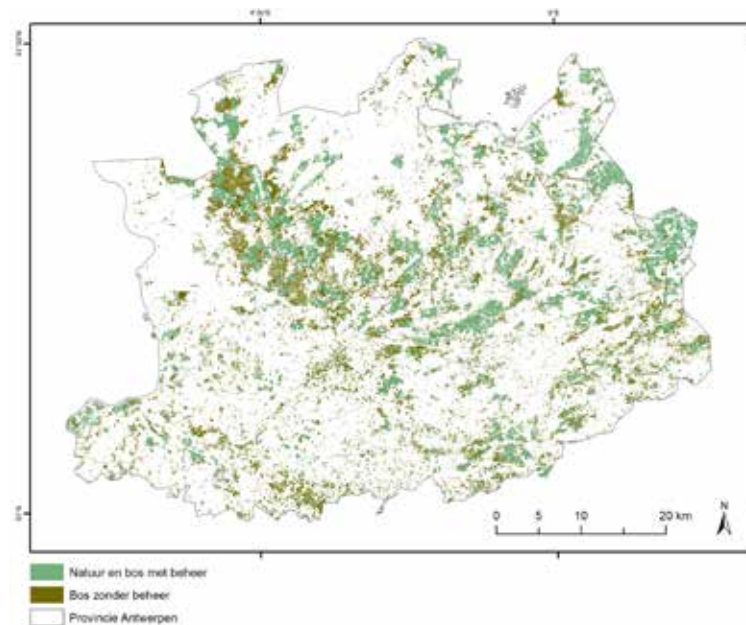 N
0 5 10 20 km
Natuur en bos met beheer
Bos zonder beheer
Provincie Antwerpen